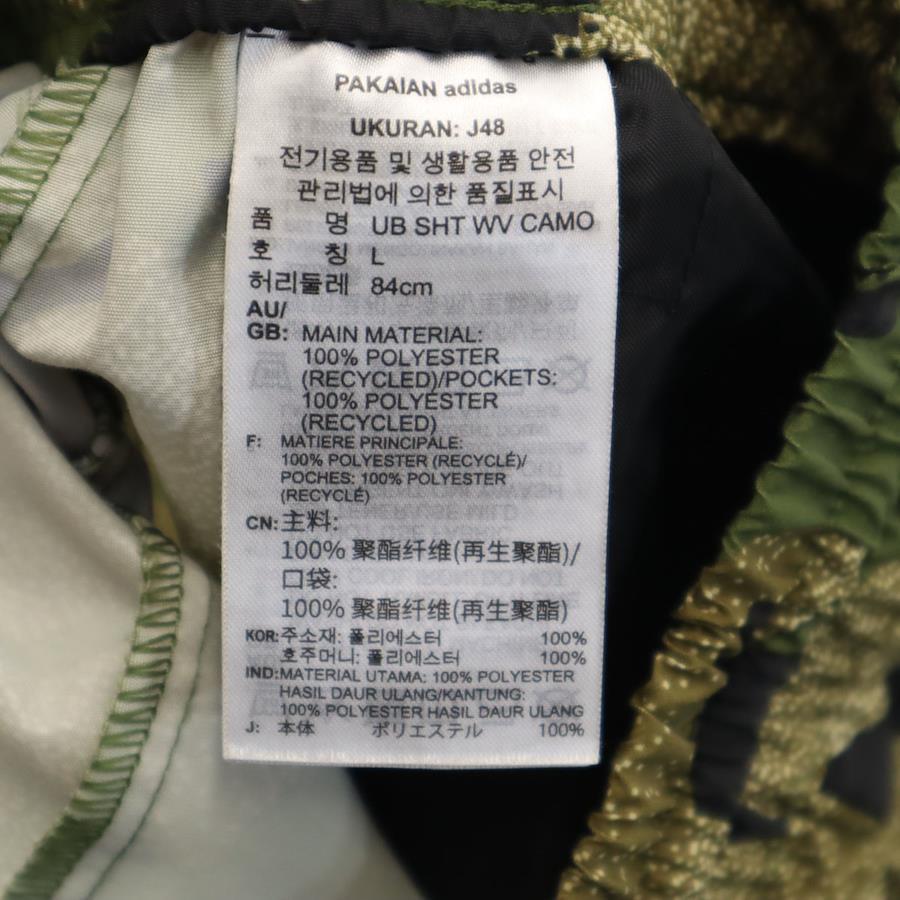 PAKAIAN adidas
UKURAN: J48
전기용품 및 생활용품 안전
관리법에 의한 품질표시
품 명 UB SHT WV CAMO
호 칭 L
허리둘레 84cm
AU/
GB: MAIN MATERIAL:
100% POLYESTER
(RECYCLED)/POCKETS:
100% POLYESTER
(RECYCLED)
F: MATIERE PRINCIPALE:
100% POLYESTER (RECYCLÉ)/
POCHES: 100% POLYESTER
(RECYCLÉ)
CN: 主料:
100% 聚酯纤维(再生聚酯)/
口袋:
100% 聚酯纤维(再生聚酯)
KOR: 주소재: 폴리에스터 100%
호주머니: 폴리에스터 100%
IND: MATERIAL UTAMA: 100% POLYESTER
HASIL DAUR ULANG/KANTUNG:
100% POLYESTER HASIL DAUR ULANG
J: 本体 ポリエステル 100%